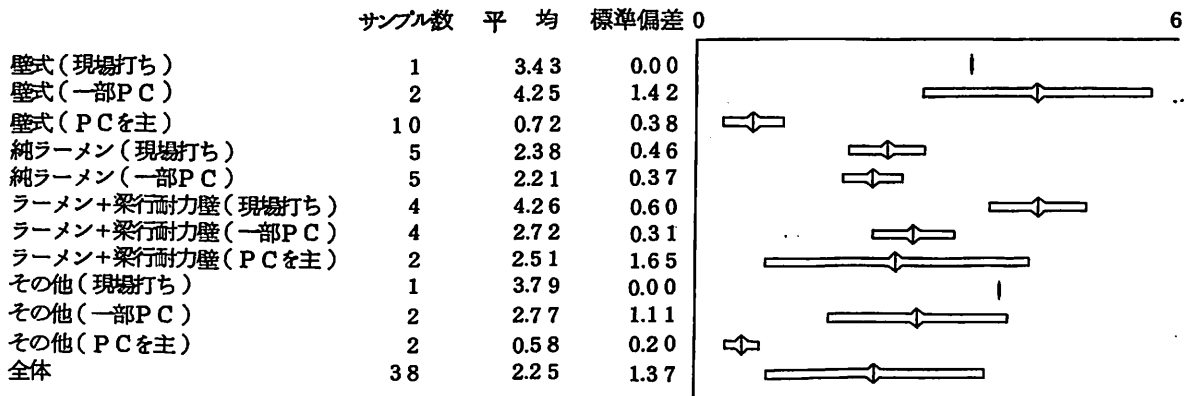 サンプル数 平均 標準偏差 0 6
壁式(現場打ち) 1 3.43 0.00
壁式(一部PC) 2 4.25 1.42
壁式(PCを主) 10 0.72 0.38
純ラーメン(現場打ち) 5 2.38 0.46
純ラーメン(一部PC) 5 2.21 0.37
ラーメン+梁行耐力壁(現場打ち) 4 4.26 0.60
ラーメン+梁行耐力壁(一部PC) 4 2.72 0.31
ラーメン+梁行耐力壁(PCを主) 2 2.51 1.65
その他(現場打ち) 1 3.79 0.00
その他(一部PC) 2 2.77 1.11
その他(PCを主) 2 0.58 0.20
全体 38 2.25 1.37